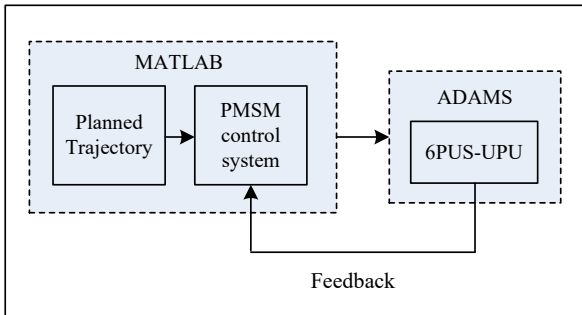 MATLAB
Planned
Trajectory
PMSM
control
system
ADAMS
6PUS-UPU
Feedback